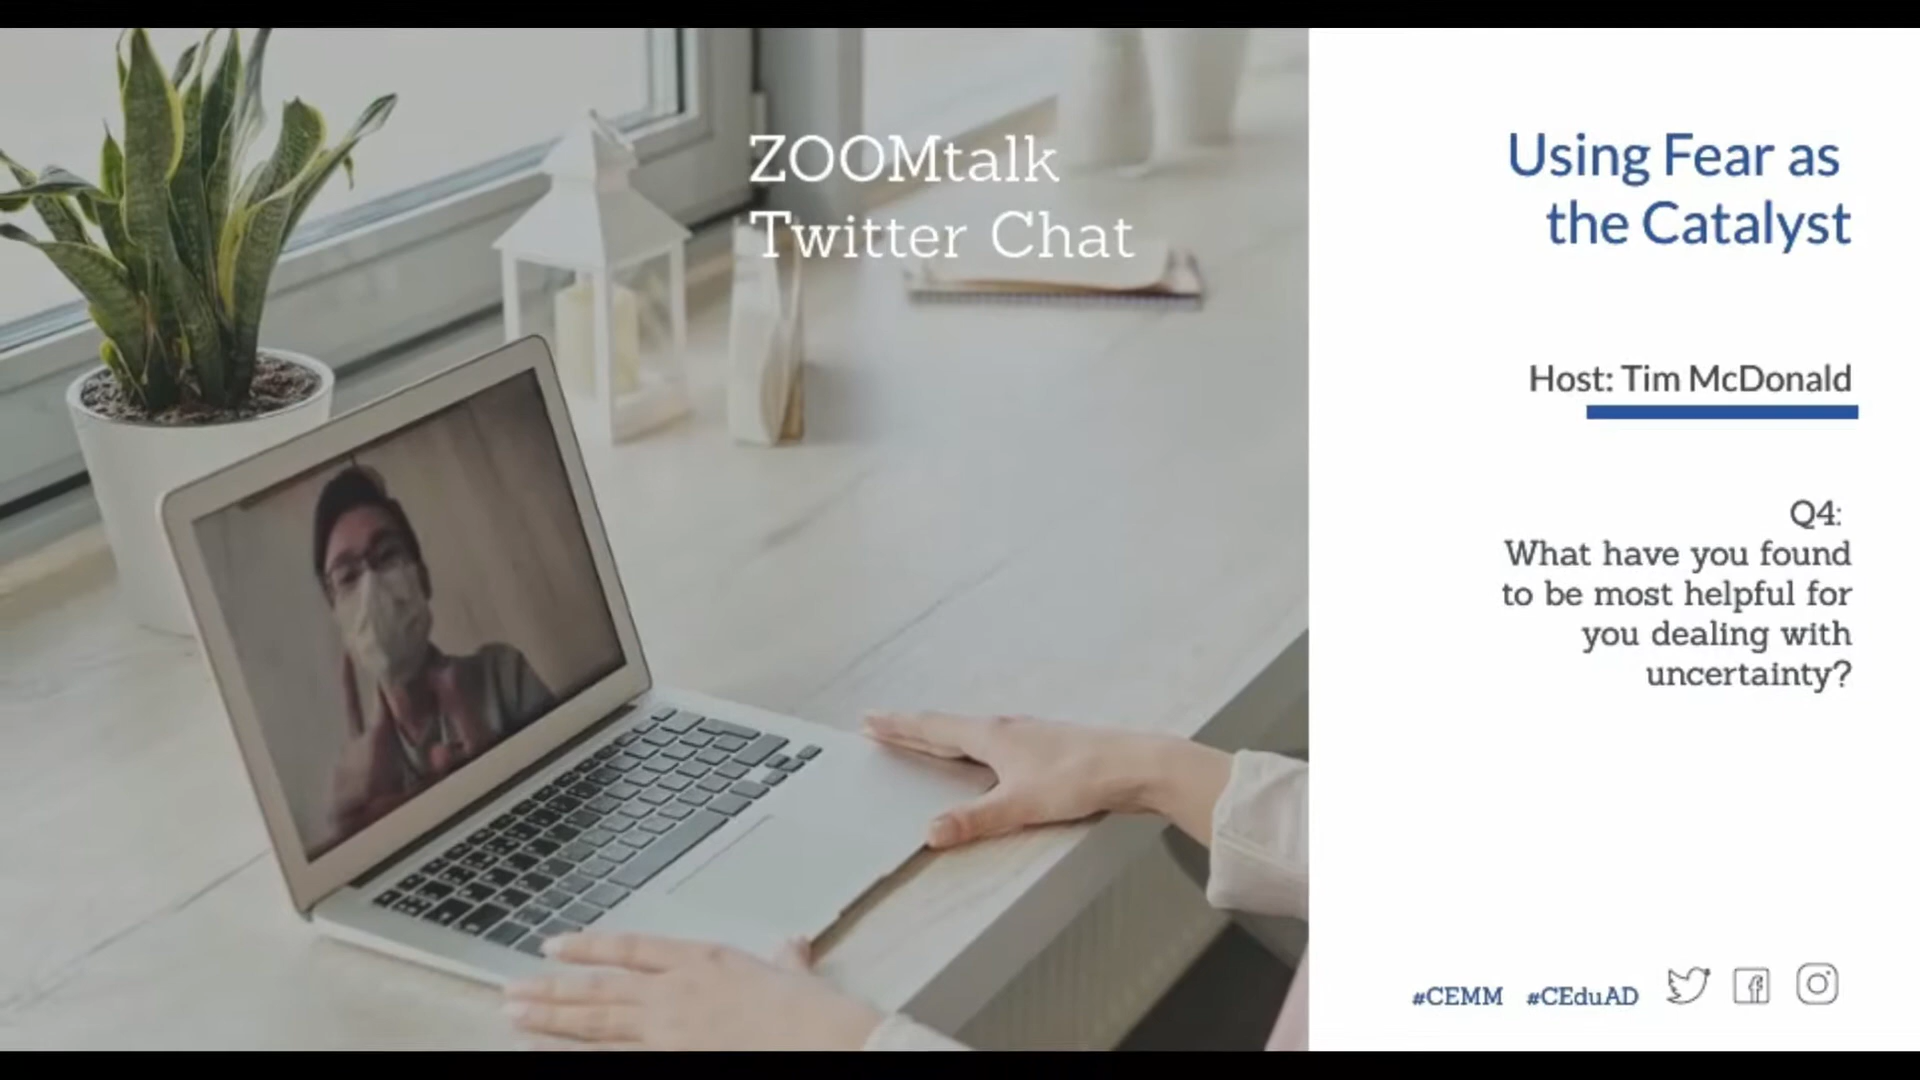 ZOOMtalk
Twitter Chat
Using Fear as
the Catalyst
Host: Tim McDonald
Q4:
What have you found
to be most helpful for
you dealing with
uncertainty?
#CEMM #CEduAD